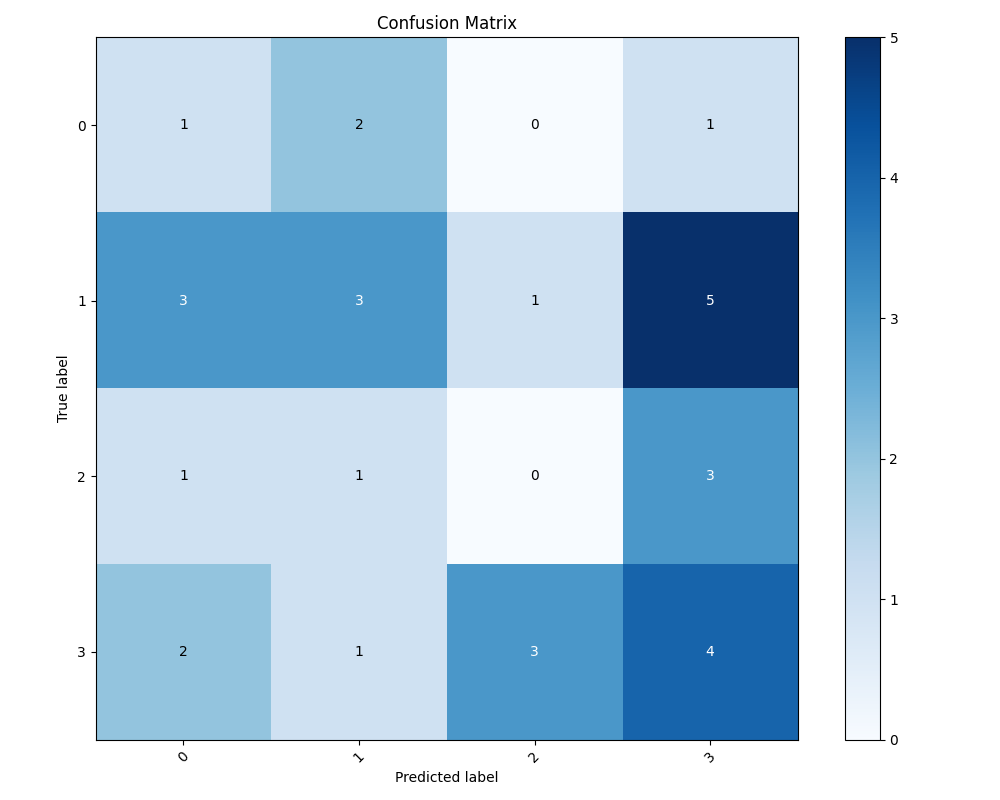 Confusion Matrix
0 1 2 0 1
1 3 3 1 5
2 1 1 0 3
3 2 1 3 4
0 1 2 3
Predicted label
True label
5
4
3
2
1
0